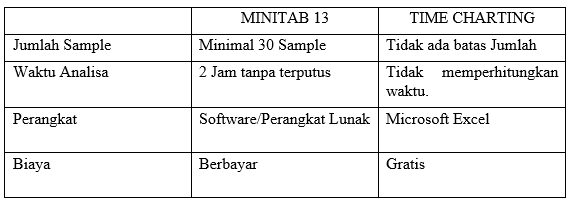 MINITAB 13 TIME CHARTING
Jumlah Sample Minimal 30 Sample Tidak ada batas Jumlah
Waktu Analisa 2 Jam tanpa terputus Tidak memperhitungkan
waktu.
Perangkat Software/Perangkat Lunak Microsoft Excel
Biaya Berbayar Gratis